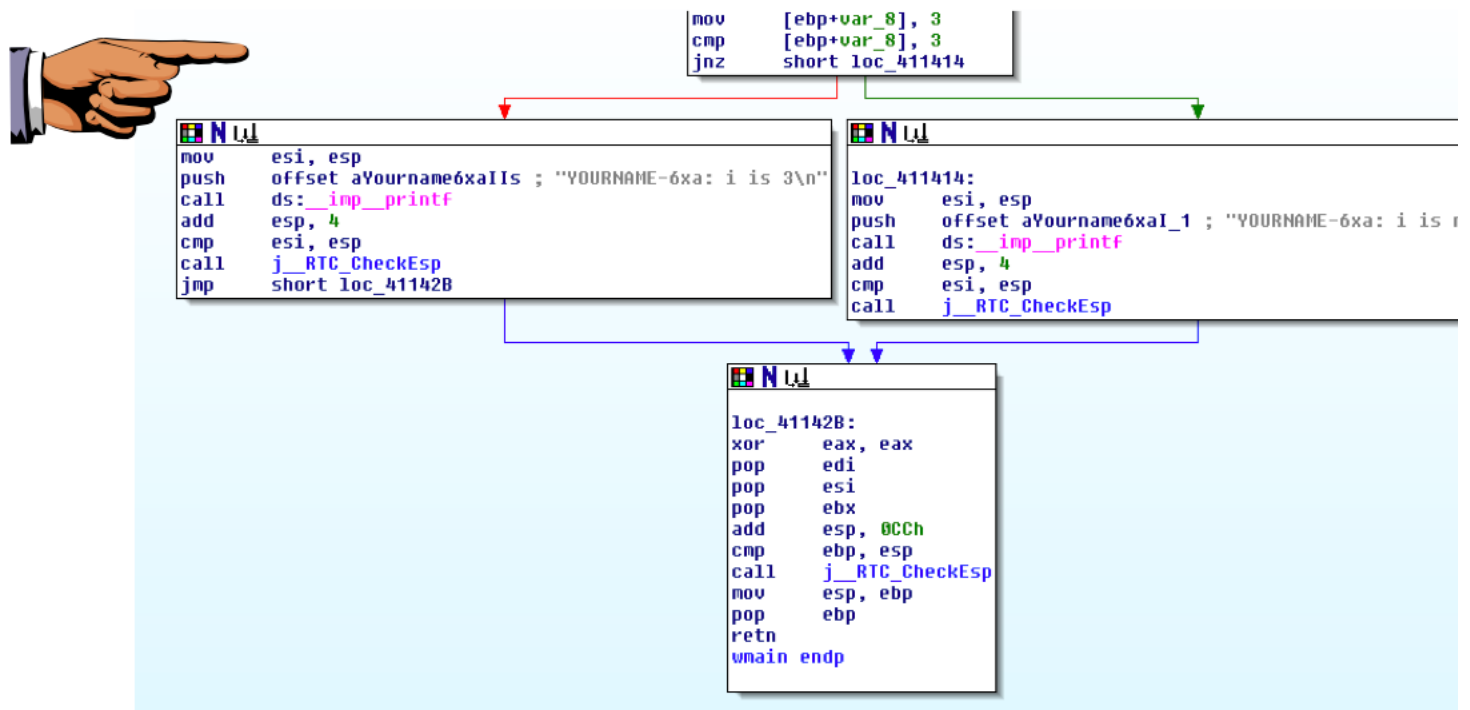 mov [ebp+var_8], 3
cmp [ebp+var_8], 3
jnz short loc_411414
N
mov esi, esp
push offset aYourname6xaIIs ; "YOURNAME-6xa: i is 3\n"
call ds:__imp__printf
add esp, 4
cmp esi, esp
call j__RTC_CheckEsp
jmp short loc_41142B
N
loc_411414:
mov esi, esp
push offset aYourname6xaI_1 ; "YOURNAME-6xa: i is
call ds:__imp__printf
add esp, 4
cmp esi, esp
call j__RTC_CheckEsp
N
loc_41142B:
xor eax, eax
pop edi
pop esi
pop ebx
add esp, 0CCh
cmp ebp, esp
call j__RTC_CheckEsp
mov esp, ebp
pop ebp
retn
wmain endp